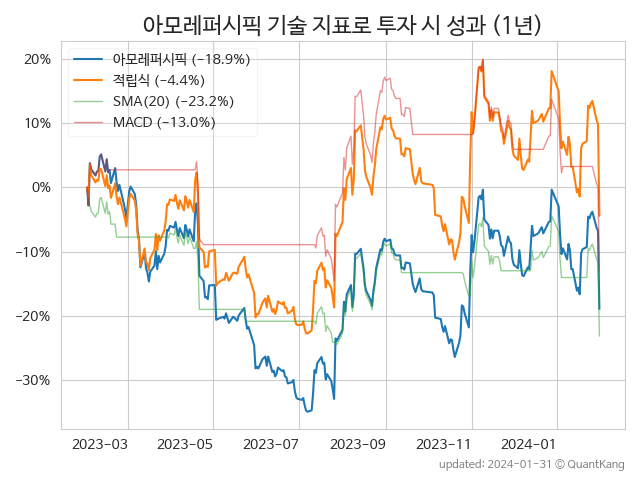 아모레퍼시픽 기술 지표로 투자 시 성과 (1년)
20%
10%
0%
−10%
−20%
−30%
아모레퍼시픽 (−18.9%)
적립식 (−4.4%)
SMA(20) (−23.2%)
MACD (−13.0%)
2023-03 2023-05 2023-07 2023-09 2023-11 2024-01
updated: 2024-01-31 © QuantKang